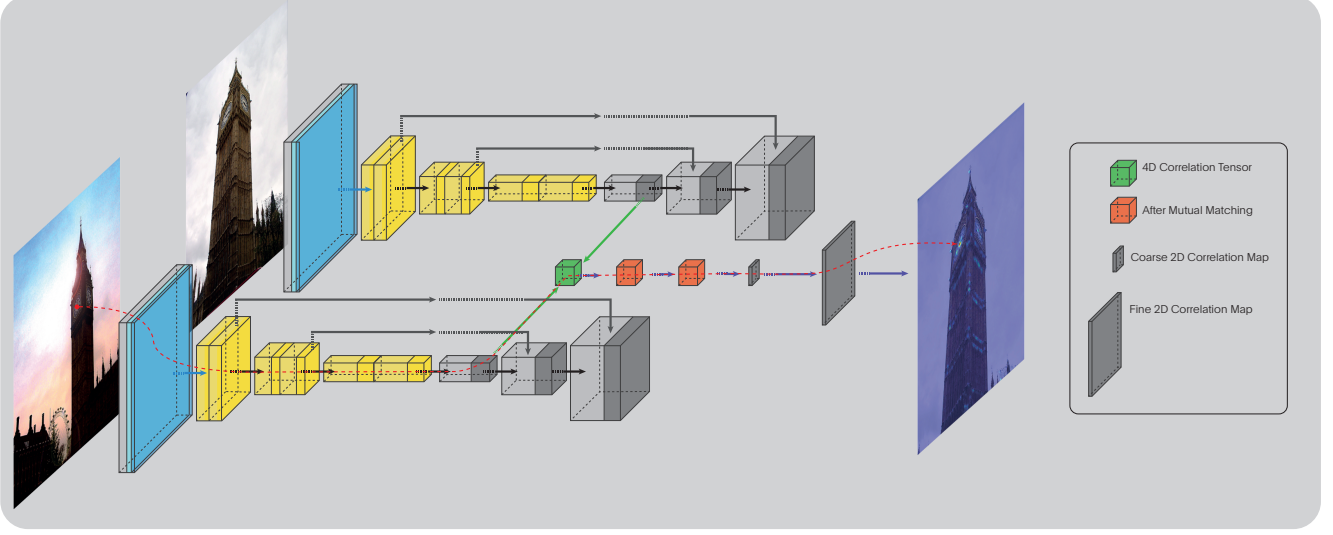 4D Correlation Tensor
After Mutual Matching
Coarse 2D Correlation Map
Fine 2D Correlation Map